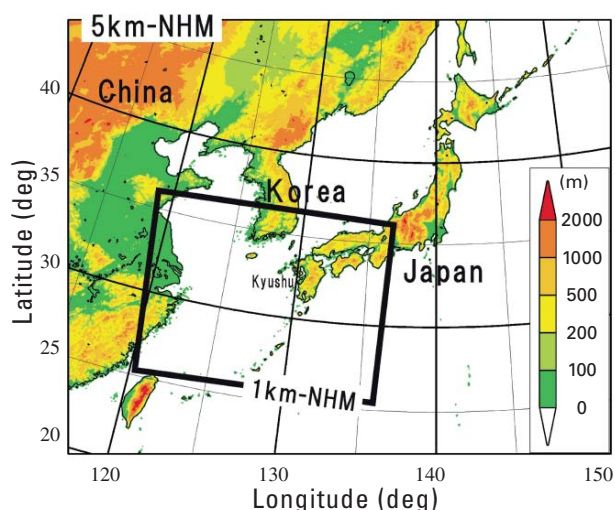 5km-NHM
China
Korea
Japan
Kyushu
1km-NHM
(m)
2000
1000
500
200
100
0
Latitude (deg)
40
35
30
25
20
120
130
140
150
Longitude (deg)